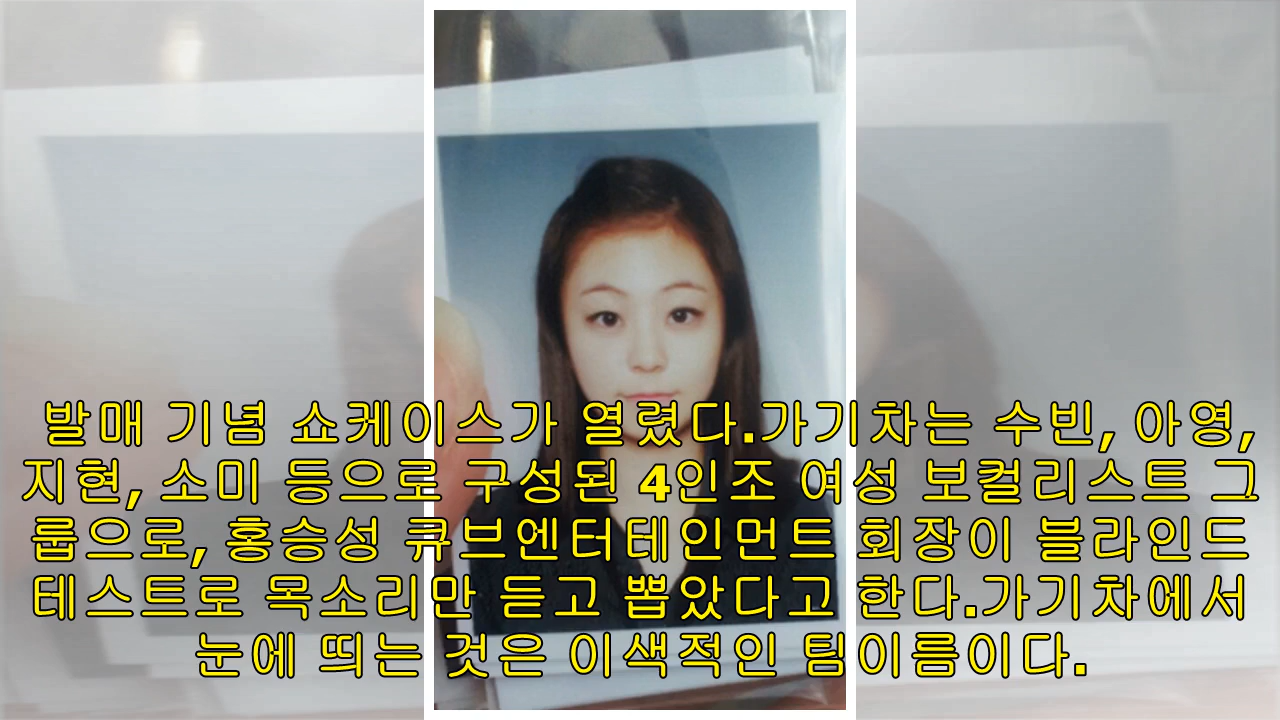 발매 기념 쇼케이스가 열렸다.가기차는 수빈, 아영,
지현, 소미 등으로 구성된 4인조 여성 보컬리스트 그
룹으로, 홍승성 큐브엔터테인먼트 회장이 블라인드
테스트로 목소리만 듣고 뽑았다고 한다.가기차에서
눈에 띄는 것은 이색적인 팀이름이다.